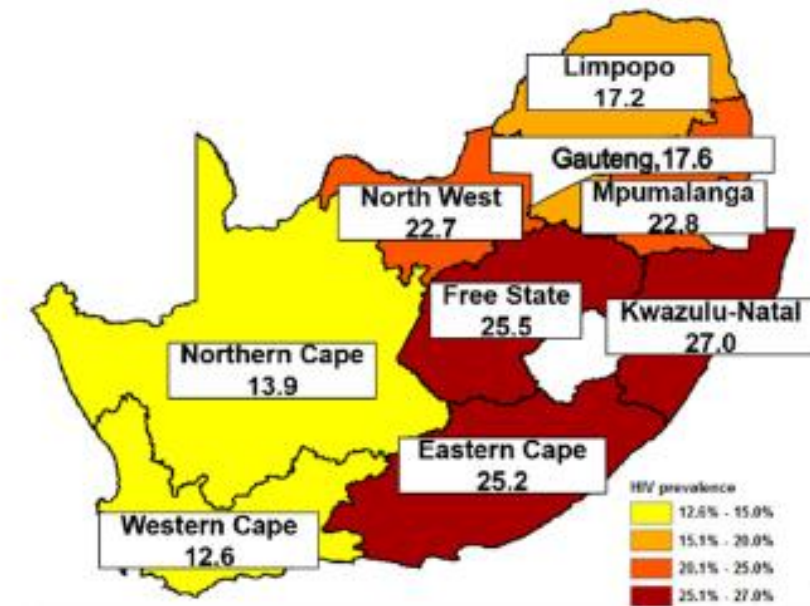 Limpopo
17.2
Gauteng,17.6
North West
22.7
Mpumalanga
22.8
Free State
25.5
Kwazulu-Natal
27.0
Northern Cape
13.9
Eastern Cape
25.2
Western Cape
12.6
HIV prevalence
12.6% - 15.0%
15.1% - 20.0%
20.1% - 25.0%
25.1% - 27.0%